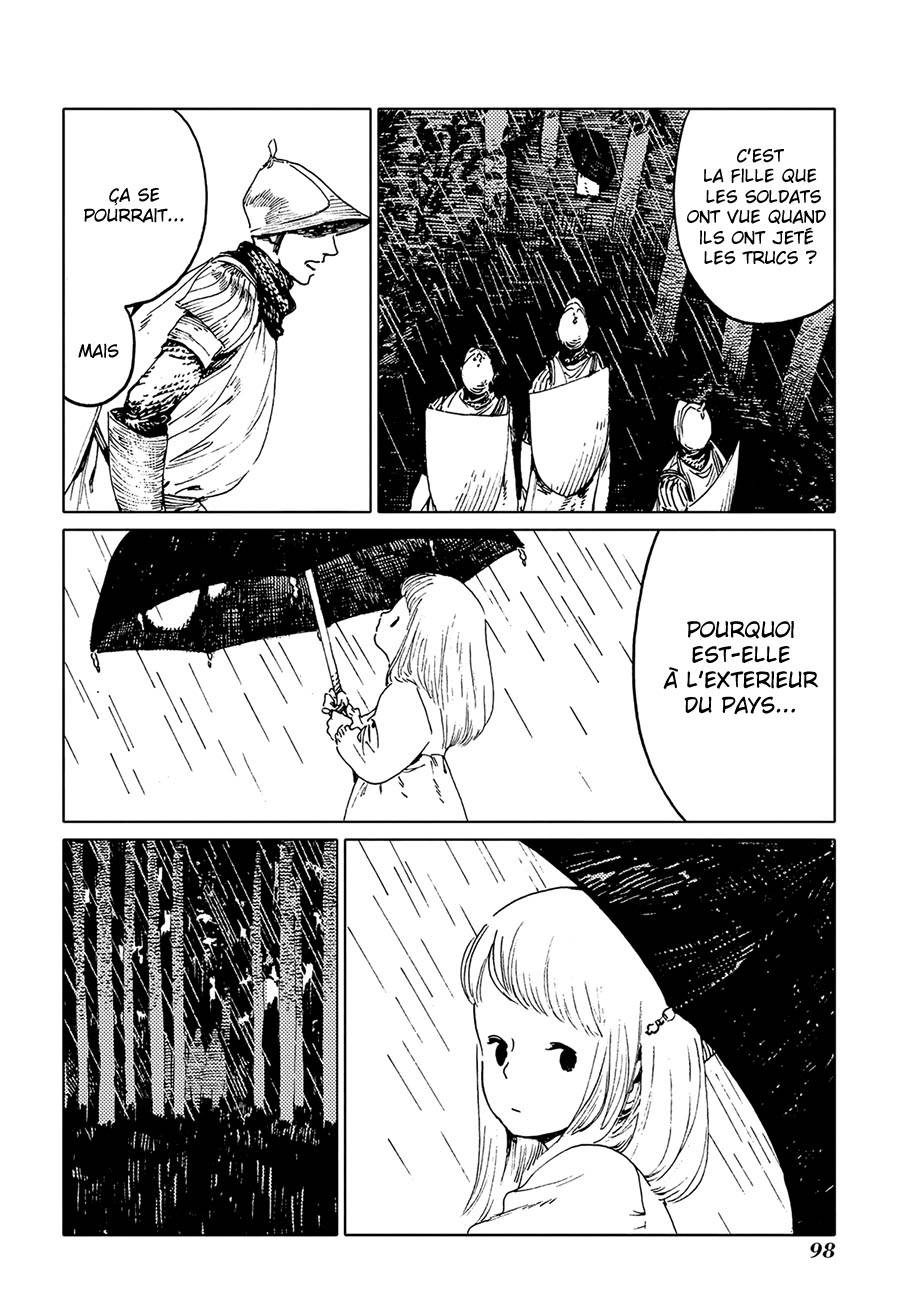 C'EST
LA FILLE QUE
LES SOLDATS
ONT VUE QUAND
ILS ONT JETÉ
LES TRUCS ?
ÇA SE
POURRAIT...
MAIS
POURQUOI
EST-ELLE
À L'EXTERIEUR
DU PAYS...
98